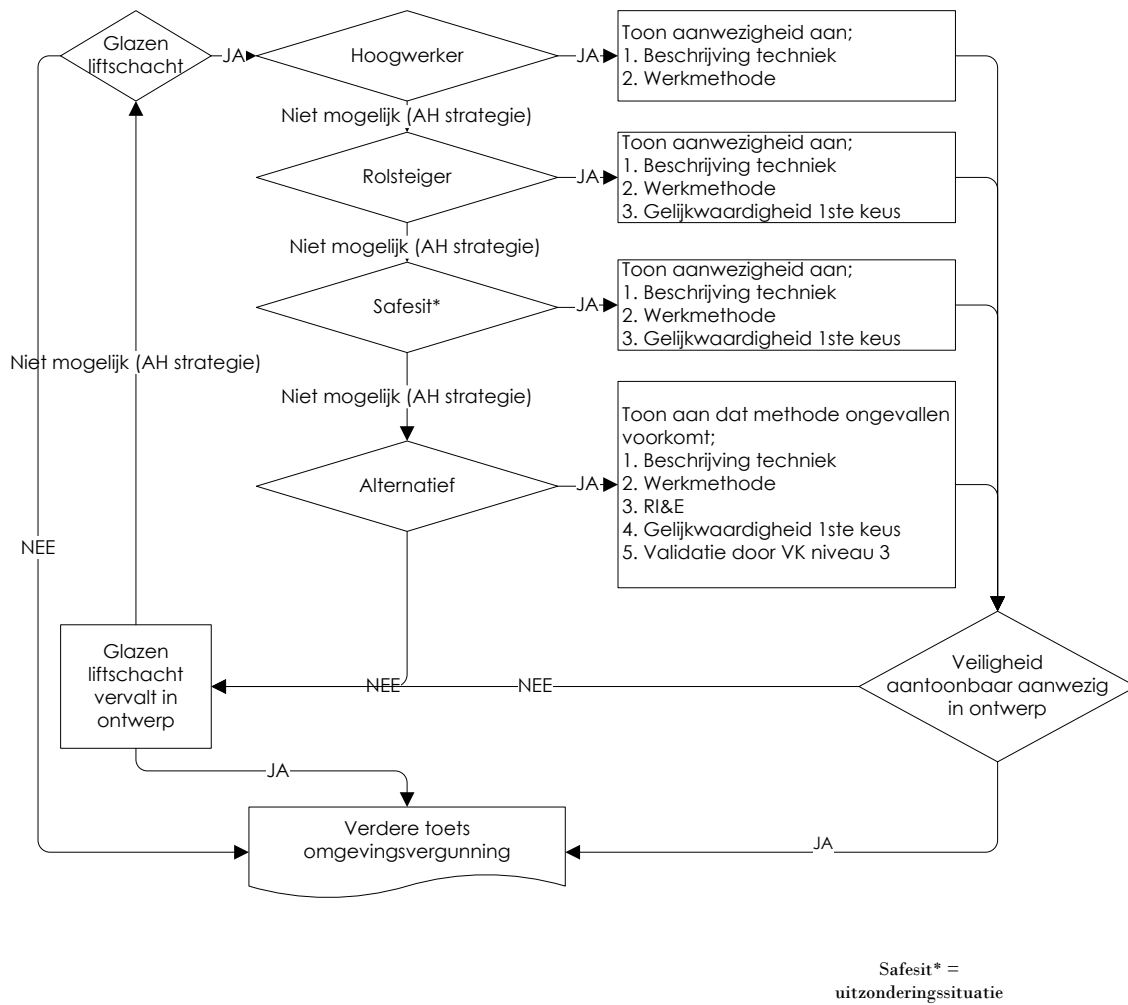 Glazen
liftschacht
JA
Hoogwerker
JA
Toon aanwezigheid aan;
1. Beschrijving techniek
2. Werkmethode
Niet mogelijk (AH strategie)
Rolsteiger
JA
Toon aanwezigheid aan;
1. Beschrijving techniek
2. Werkmethode
3. Gelijkwaardigheid 1ste keus
Niet mogelijk (AH strategie)
Safesit*
JA
Toon aanwezigheid aan;
1. Beschrijving techniek
2. Werkmethode
3. Gelijkwaardigheid 1ste keus
Niet mogelijk (AH strategie)
Niet mogelijk (AH strategie)
Alternatief
JA
Toon aan dat methode ongevallen
voorkomt;
1. Beschrijving techniek
2. Werkmethode
3. RI&E
4. Gelijkwaardigheid 1ste keus
5. Validatie door VK niveau 3
NEE
Glazen
liftschacht
vervalt in
ontwerp
NEE
NEE
Veiligheid
aantoonbaar aanwezig
in ontwerp
JA
Verdere toets
omgevingsvergunning
JA
Safesit* =
uitzonderingssituatie